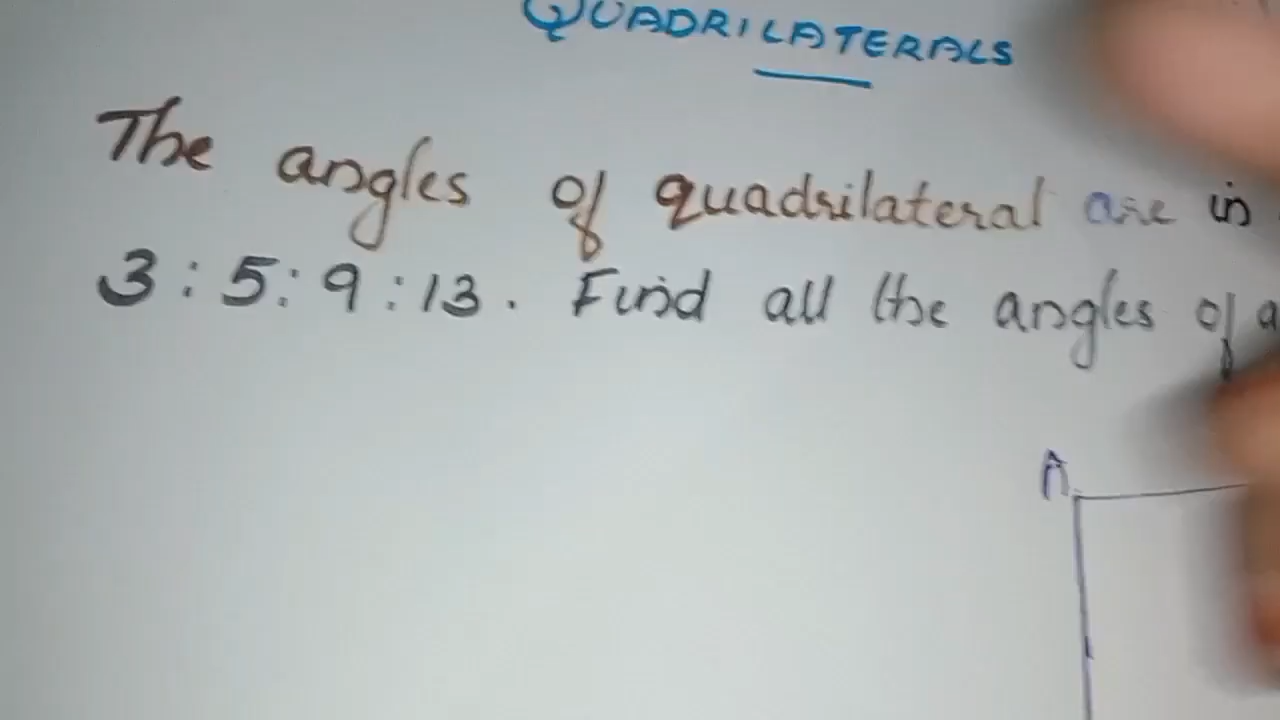 QUADRILATERALS
The angles of quadrilateral are in
3 : 5 : 9 : 13 . Find all the angles of
A